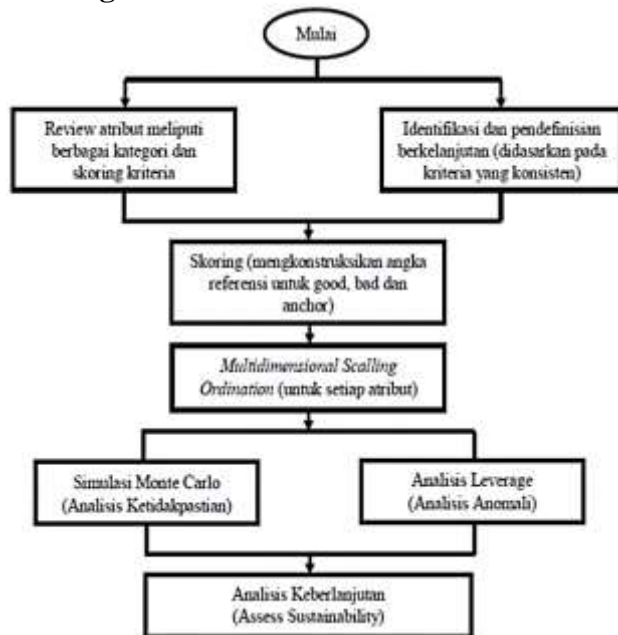 Mulai
Review atribut meliputi
berbagai kategori dan
skoring kriteria
Identifikasi dan pendefinisian
berkelanjutan (didasarkan pada
kriteria yang konsisten)
Skoring (mengkonstruksikan angka
referensi untuk good, bad dan
anchor)
Multidimensional Scalling
Ordination (untuk setiap atribut)
Simulasi Monte Carlo
(Analisis Ketidakpastian)
Analisis Leverage
(Analisis Anomali)
Analisis Keberlanjutan
(Assess Sustainability)